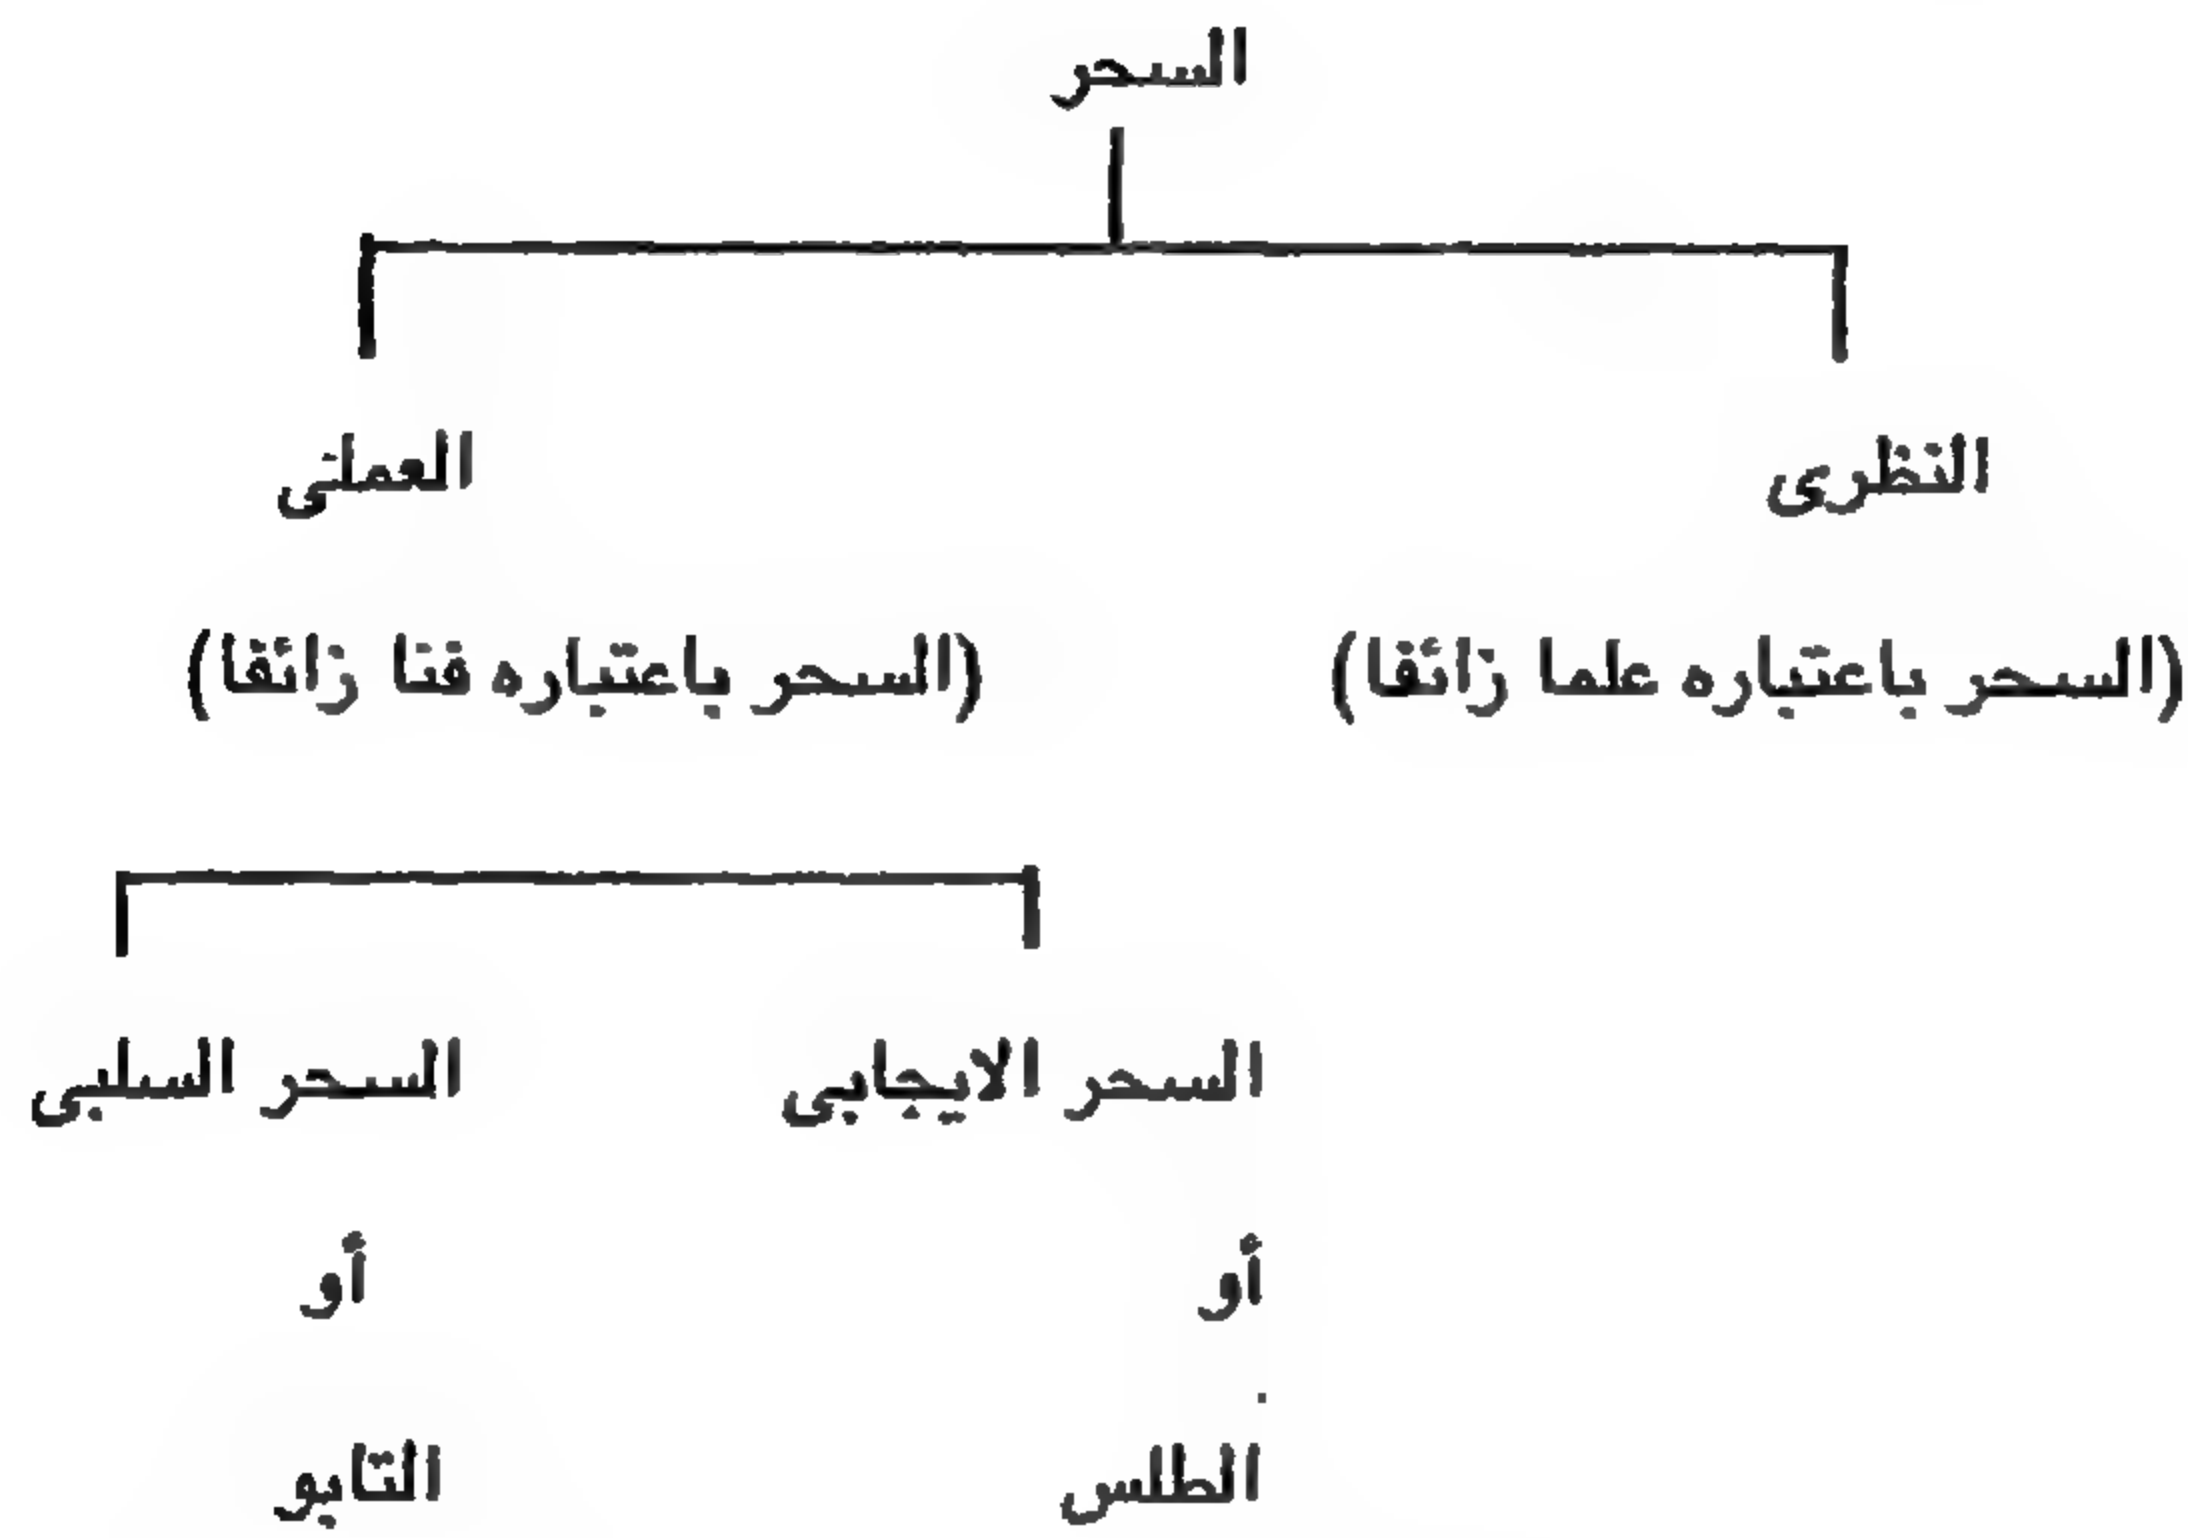 السحر
النظرى
العملى
(السحر باعتباره علما زائفا)
(السحر باعتباره فنا زائفا)
السحر الايجابى
السحر السلبى
أو
أو
الطلس
التابو